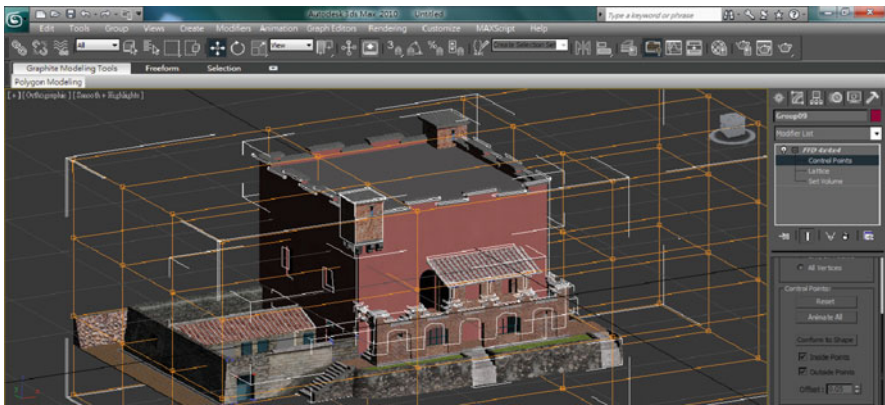 Autodesk 3ds Max 2010 Untitled
Type a keyword or phrase
Edit Tools Group Views Create Modifiers Animation Graph Editors Rendering Customize MAXScript Help
All
View
Create Selection Set
Graphite Modeling Tools Freeform Selection
Polygon Modeling
[ + ] [ Orthographic ] [ Smooth + Highlights ]
Group09
Modifier List
FFD 4x4x4
Control Points
Lattice
Set Volume
All Vertices
Control Points:
Reset
Animate All
Conform to Shape
Inside Points
Outside Points
Offset :